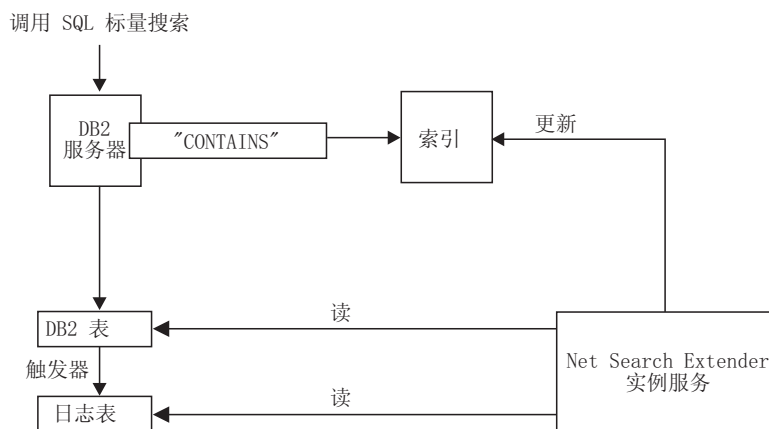 调用 SQL 标量搜索
DB2
服务器
"CONTAINS"
索引
更新
DB2 表
读
触发器
日志表
读
Net Search Extender
实例服务